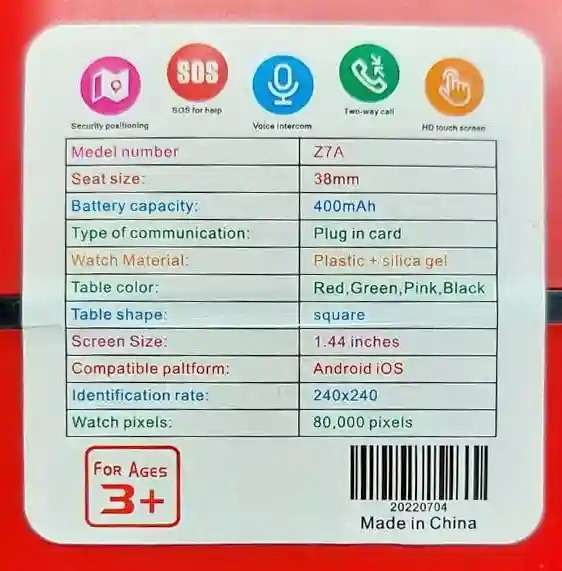 SOS
Security positioning
SOS for help
Voice intercom
Two-way call
HD touch screen
Medel number Z7A
Seat size: 38mm
Battery capacity: 400mAh
Type of communication: Plug in card
Watch Material: Plastic + silica gel
Table color: Red,Green,Pink,Black
Table shape: square
Screen Size: 1.44 inches
Compatible paltform: Android iOS
Identification rate: 240x240
Watch pixels: 80,000 pixels
FOR AGES
3+
20220704
Made in China